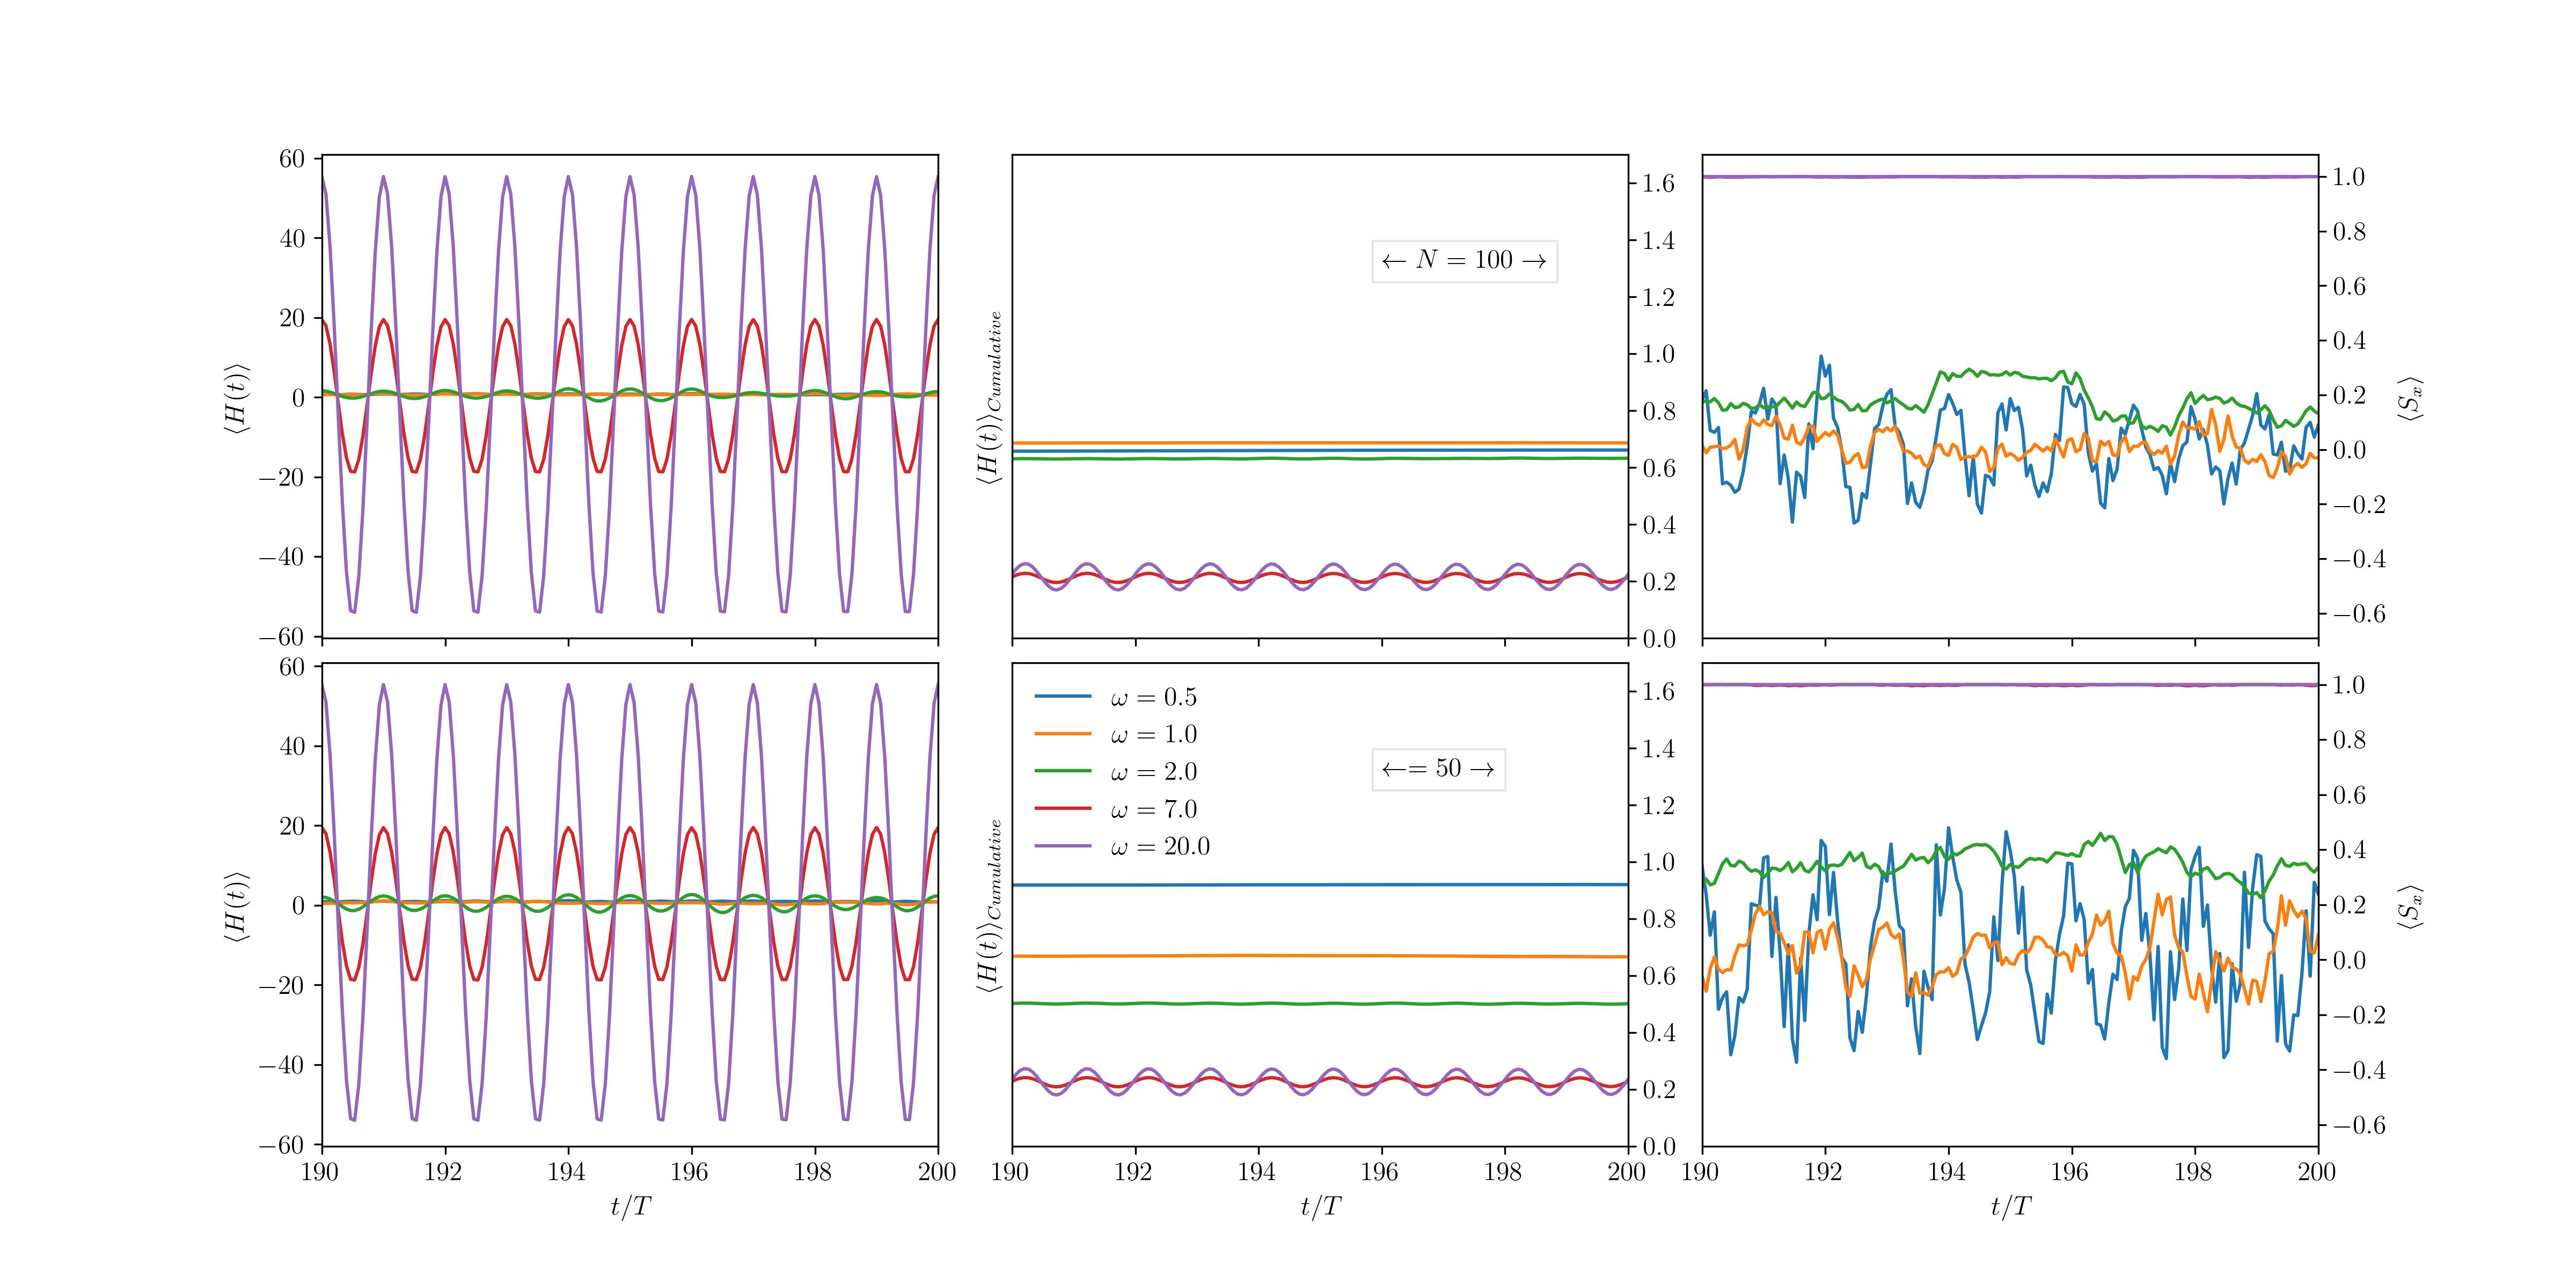 60
40
20
0
−20
−40
−60
⟨H(t)⟩
⟨H(t)⟩Cumulative
← N = 100 →
1.6
1.4
1.2
1.0
0.8
0.6
0.4
0.2
0.0
1.0
0.8
0.6
0.4
0.2
0.0
−0.2
−0.4
−0.6
⟨Sx⟩
60
40
20
0
−20
−40
−60
⟨H(t)⟩
190 192 194 196 198 200
t/T
⟨H(t)⟩Cumulative
ω = 0.5
ω = 1.0
ω = 2.0
ω = 7.0
ω = 20.0
←= 50 →
1.6
1.4
1.2
1.0
0.8
0.6
0.4
0.2
0.0
190 192 194 196 198 200
t/T
1.0
0.8
0.6
0.4
0.2
0.0
−0.2
−0.4
−0.6
⟨Sx⟩
190 192 194 196 198 200
t/T